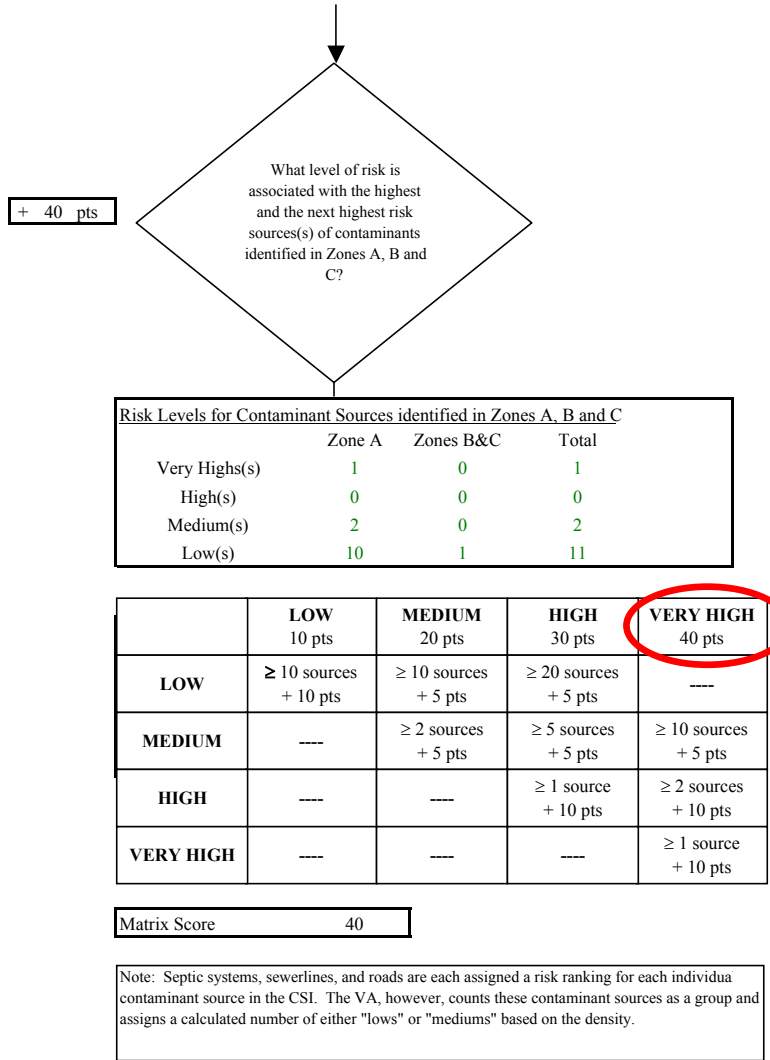 What level of risk is
associated with the highest
and the next highest risk
sources(s) of contaminants
identified in Zones A, B and
C?
+ 40 pts
Risk Levels for Contaminant Sources identified in Zones A, B and C
Zone A Zones B&C Total
Very Highs(s) 1 0 1
High(s) 0 0 0
Medium(s) 2 0 2
Low(s) 10 1 11
LOW MEDIUM HIGH VERY HIGH
10 pts 20 pts 30 pts 40 pts
LOW ≥ 10 sources ≥ 10 sources ≥ 20 sources ----
+ 10 pts + 5 pts + 5 pts
MEDIUM ---- ≥ 2 sources ≥ 5 sources ≥ 10 sources
+ 5 pts + 5 pts + 5 pts
HIGH ---- ---- ≥ 1 source ≥ 2 sources
+ 10 pts + 10 pts
VERY HIGH ---- ---- ---- ≥ 1 source
+ 10 pts
Matrix Score 40
Note: Septic systems, sewerlines, and roads are each assigned a risk ranking for each individua
contaminant source in the CSI. The VA, however, counts these contaminant sources as a group and
assigns a calculated number of either "lows" or "mediums" based on the density.